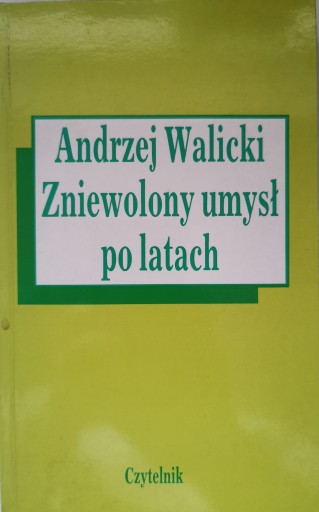 Andrzej Walicki
Zniewolony umysł
po latach
Czytelnik